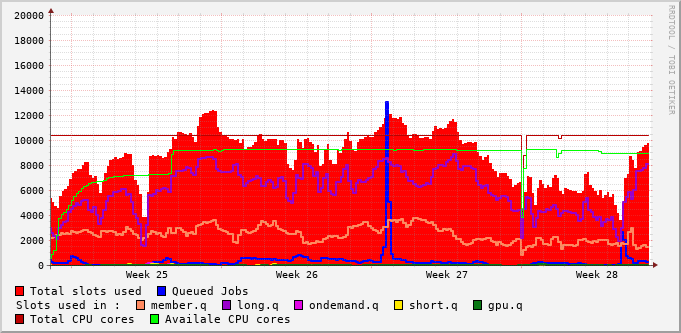 RRDTOOL / TOBI OETIKER
20000
18000
16000
14000
12000
10000
8000
6000
4000
2000
0
Week 25 Week 26 Week 27 Week 28
Total slots used Queued Jobs
Slots used in : member.q long.q ondemand.q short.q gpu.q
Total CPU cores Availale CPU cores